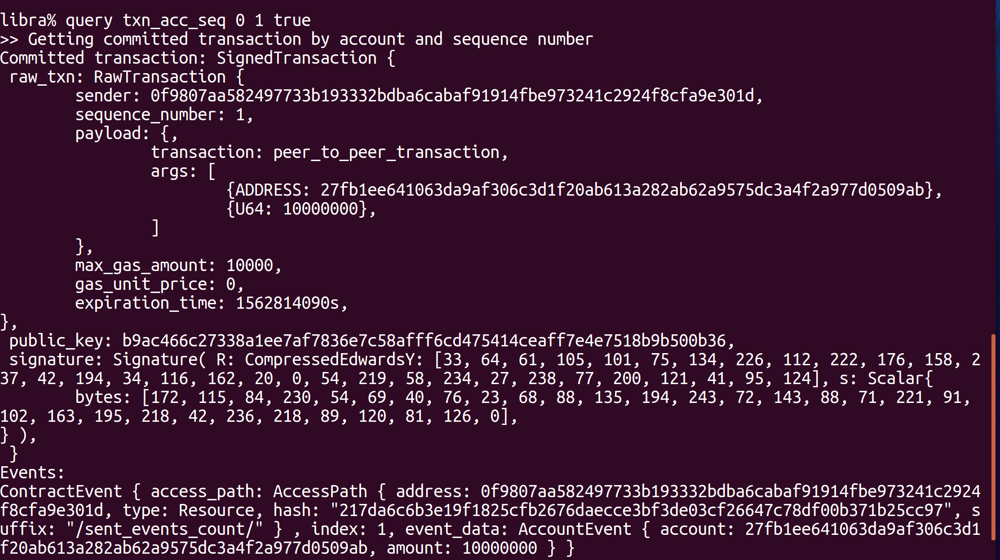 libra% query txn_acc_seq 0 1 true
>> Getting committed transaction by account and sequence number
Committed transaction: SignedTransaction {
 raw_txn: RawTransaction {
        sender: 0f9807aa582497733b193332bdba6cabaf91914fbe973241c2924f8cfa9e301d,
        sequence_number: 1,
        payload: {,
                transaction: peer_to_peer_transaction,
                args: [
                        {ADDRESS: 27fb1ee641063da9af306c3d1f20ab613a282ab62a9575dc3a4f2a977d0509ab},
                        {U64: 10000000},
                ]
        },
        max_gas_amount: 10000,
        gas_unit_price: 0,
        expiration_time: 1562814090s,
},
 public_key: b9ac466c27338a1ee7af7836e7c58afff6cd475414ceaff7e4e7518b9b500b36,
 signature: Signature( R: CompressedEdwardsY: [33, 64, 61, 105, 101, 75, 134, 226, 112, 222, 176, 158, 2
37, 42, 194, 34, 116, 162, 20, 0, 54, 219, 58, 234, 27, 238, 77, 200, 121, 41, 95, 124], s: Scalar{
        bytes: [172, 115, 84, 230, 54, 69, 40, 76, 23, 68, 88, 135, 194, 243, 72, 143, 88, 71, 221, 91,
102, 163, 195, 218, 42, 236, 218, 89, 120, 81, 126, 0],
} ),
 }
Events:
ContractEvent { access_path: AccessPath { address: 0f9807aa582497733b193332bdba6cabaf91914fbe973241c2924
f8cfa9e301d, type: Resource, hash: "217da6c6b3e19f1825cfb2676daecce3bf3de03cf26647c78df00b371b25cc97", s
uffix: "/sent_events_count/" } , index: 1, event_data: AccountEvent { account: 27fb1ee641063da9af306c3d1
f20ab613a282ab62a9575dc3a4f2a977d0509ab, amount: 10000000 } }